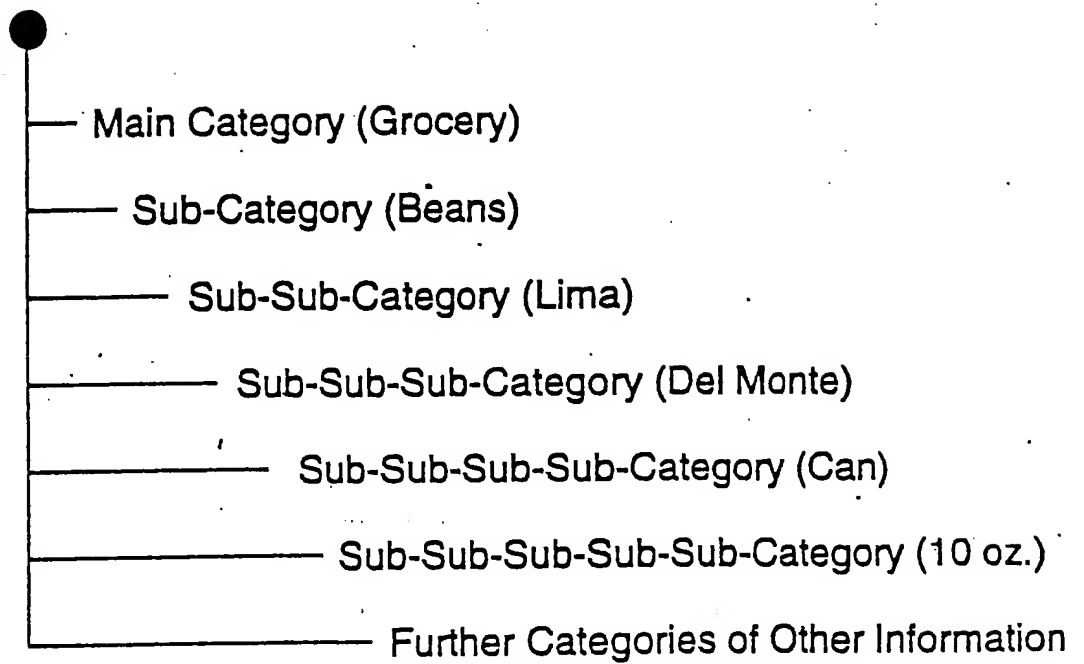 Main Category (Grocery)
Sub-Category (Beans)
Sub-Sub-Category (Lima)
Sub-Sub-Sub-Category (Del Monte)
Sub-Sub-Sub-Sub-Category (Can)
Sub-Sub-Sub-Sub-Sub-Category (10 oz.)
Further Categories of Other Information